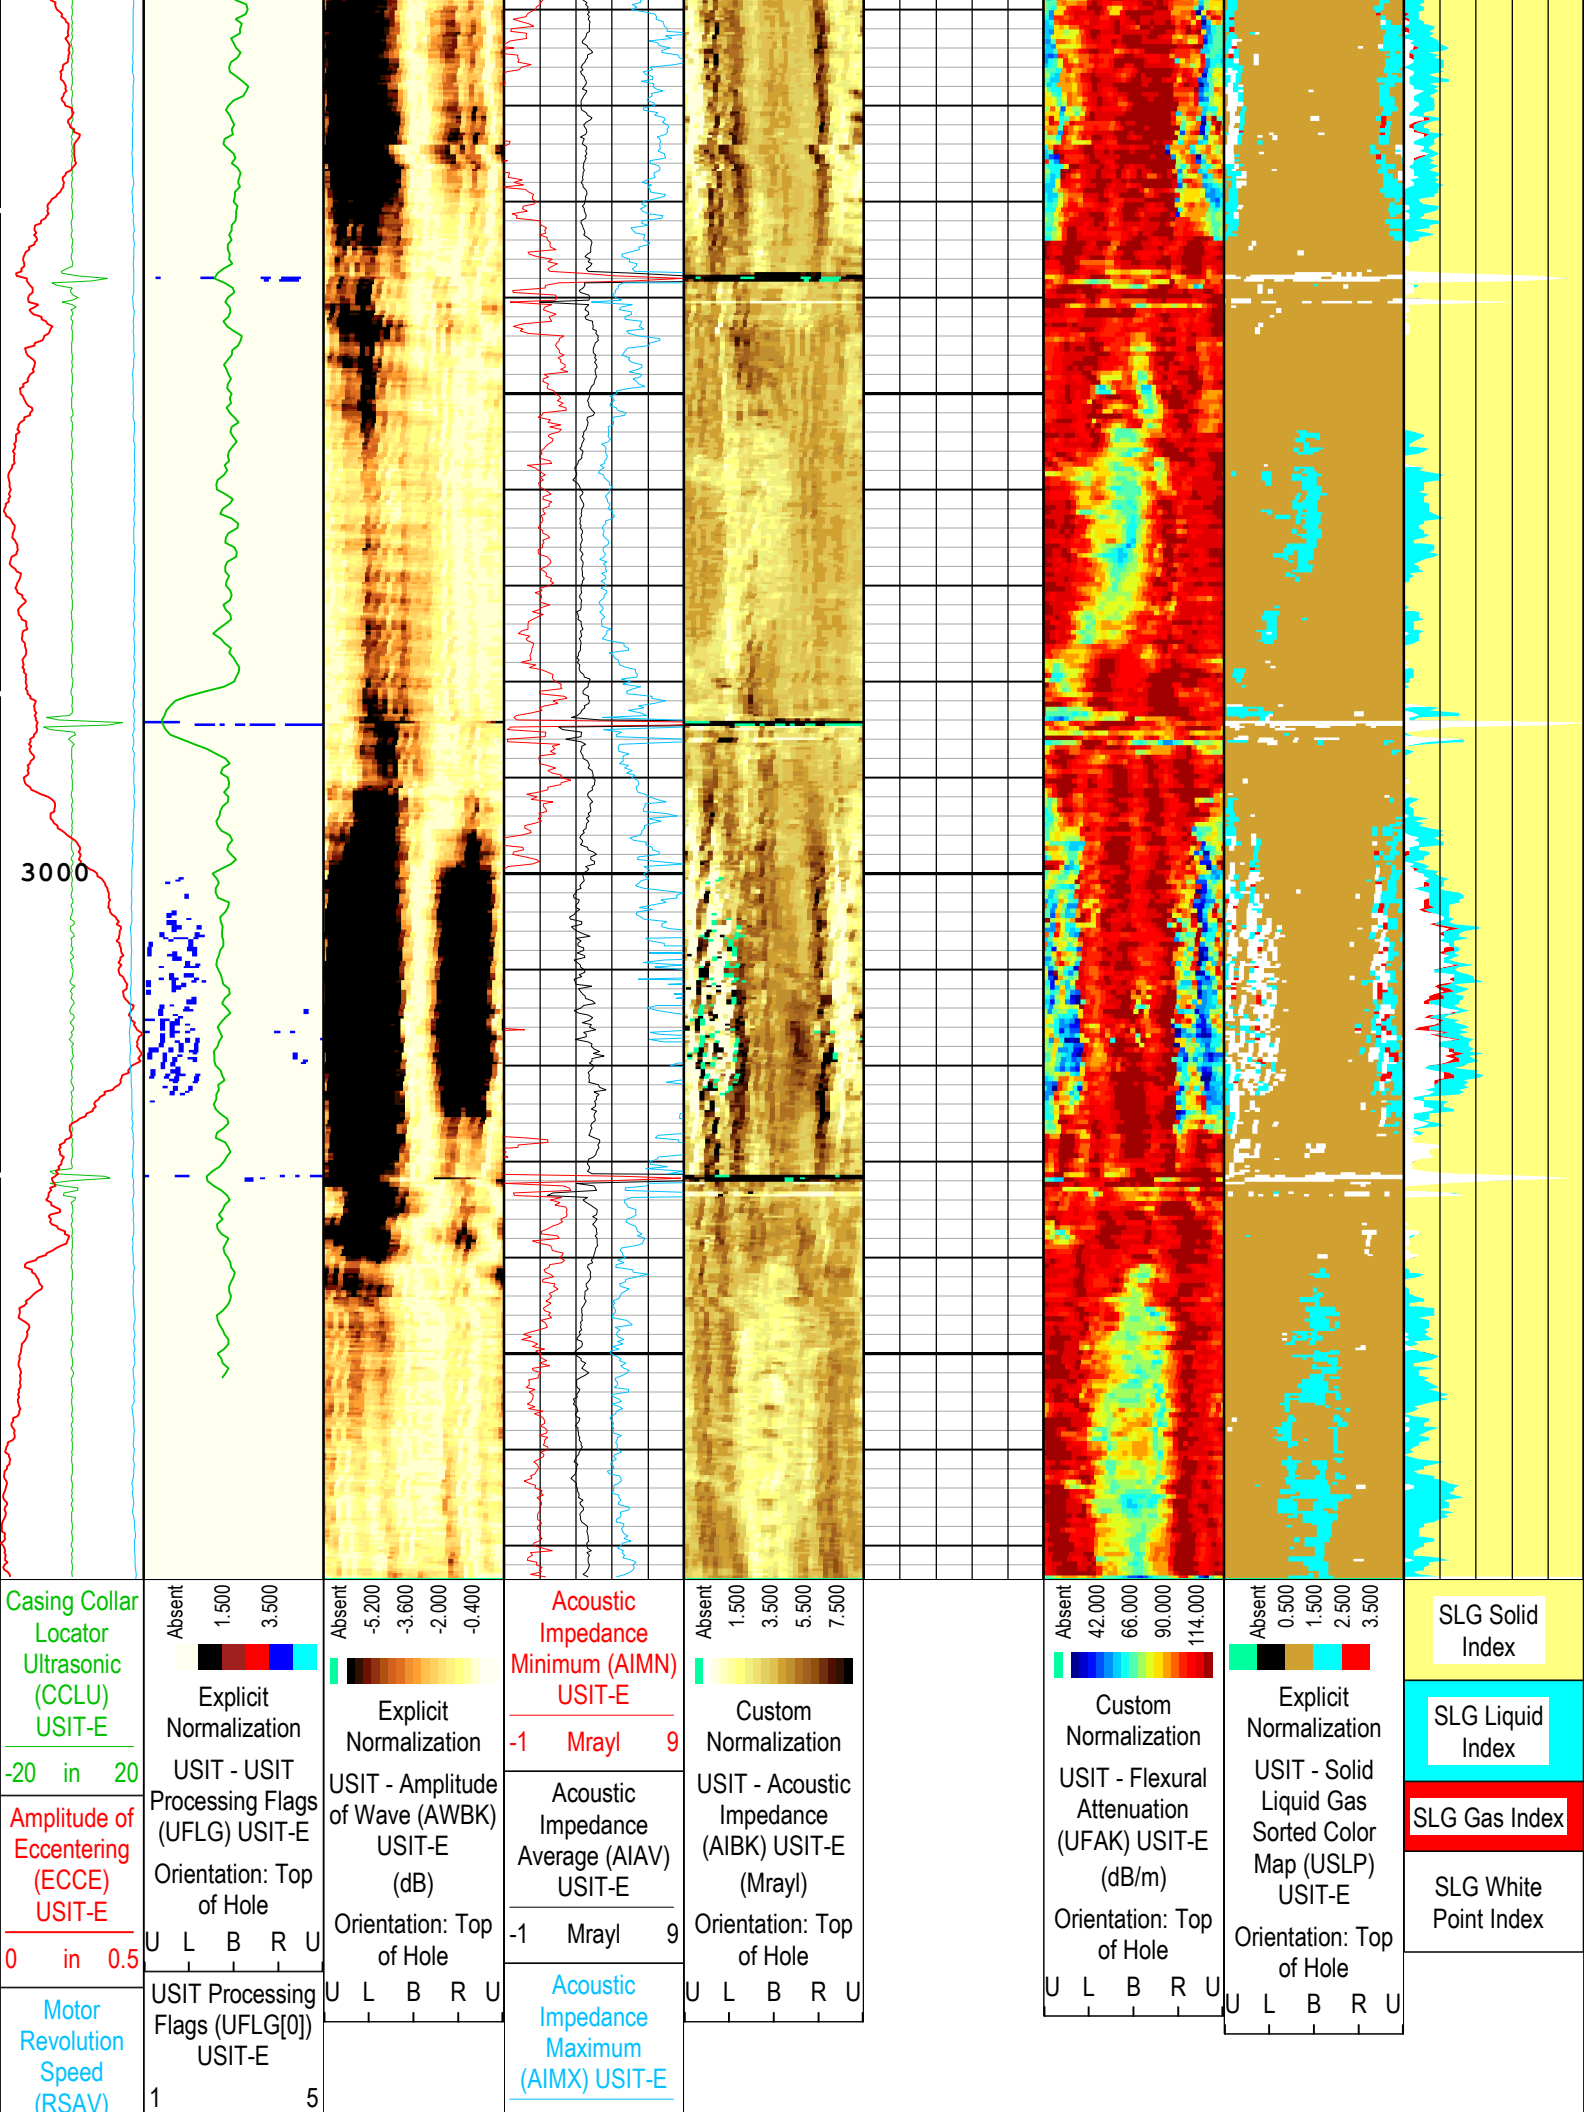 3000
Casing Collar
Locator
Ultrasonic
(CCLU)
USIT-E
-20 in 20
Amplitude of
Eccentering
(ECCE)
USIT-E
0 in 0.5
Motor
Revolution
Speed
(RSAV)
Absent
1.500
3.500
Explicit
Normalization
USIT - USIT
Processing Flags
(UFLG) USIT-E
Orientation: Top
of Hole
U L B R U
USIT Processing
Flags (UFLG[0])
USIT-E
1 5
Absent
-5.200
-3.600
-2.000
-0.400
Explicit
Normalization
USIT - Amplitude
of Wave (AWBK)
USIT-E
(dB)
Orientation: Top
of Hole
U L B R U
Acoustic
Impedance
Minimum (AIMN)
USIT-E
-1 Mrayl 9
Acoustic
Impedance
Average (AIAV)
USIT-E
-1 Mrayl 9
Acoustic
Impedance
Maximum
(AIMX) USIT-E
Absent
1.500
3.500
5.500
7.500
Custom
Normalization
USIT - Acoustic
Impedance
(AIBK) USIT-E
(Mrayl)
Orientation: Top
of Hole
U L B R U
Absent
42.000
66.000
90.000
114.000
Custom
Normalization
USIT - Flexural
Attenuation
(UFAK) USIT-E
(dB/m)
Orientation: Top
of Hole
U L B R U
Absent
0.500
1.500
2.500
3.500
Explicit
Normalization
USIT - Solid
Liquid Gas
Sorted Color
Map (USLP)
USIT-E
Orientation: Top
of Hole
U L B R U
SLG Solid
Index
SLG Liquid
Index
SLG Gas Index
SLG White
Point Index